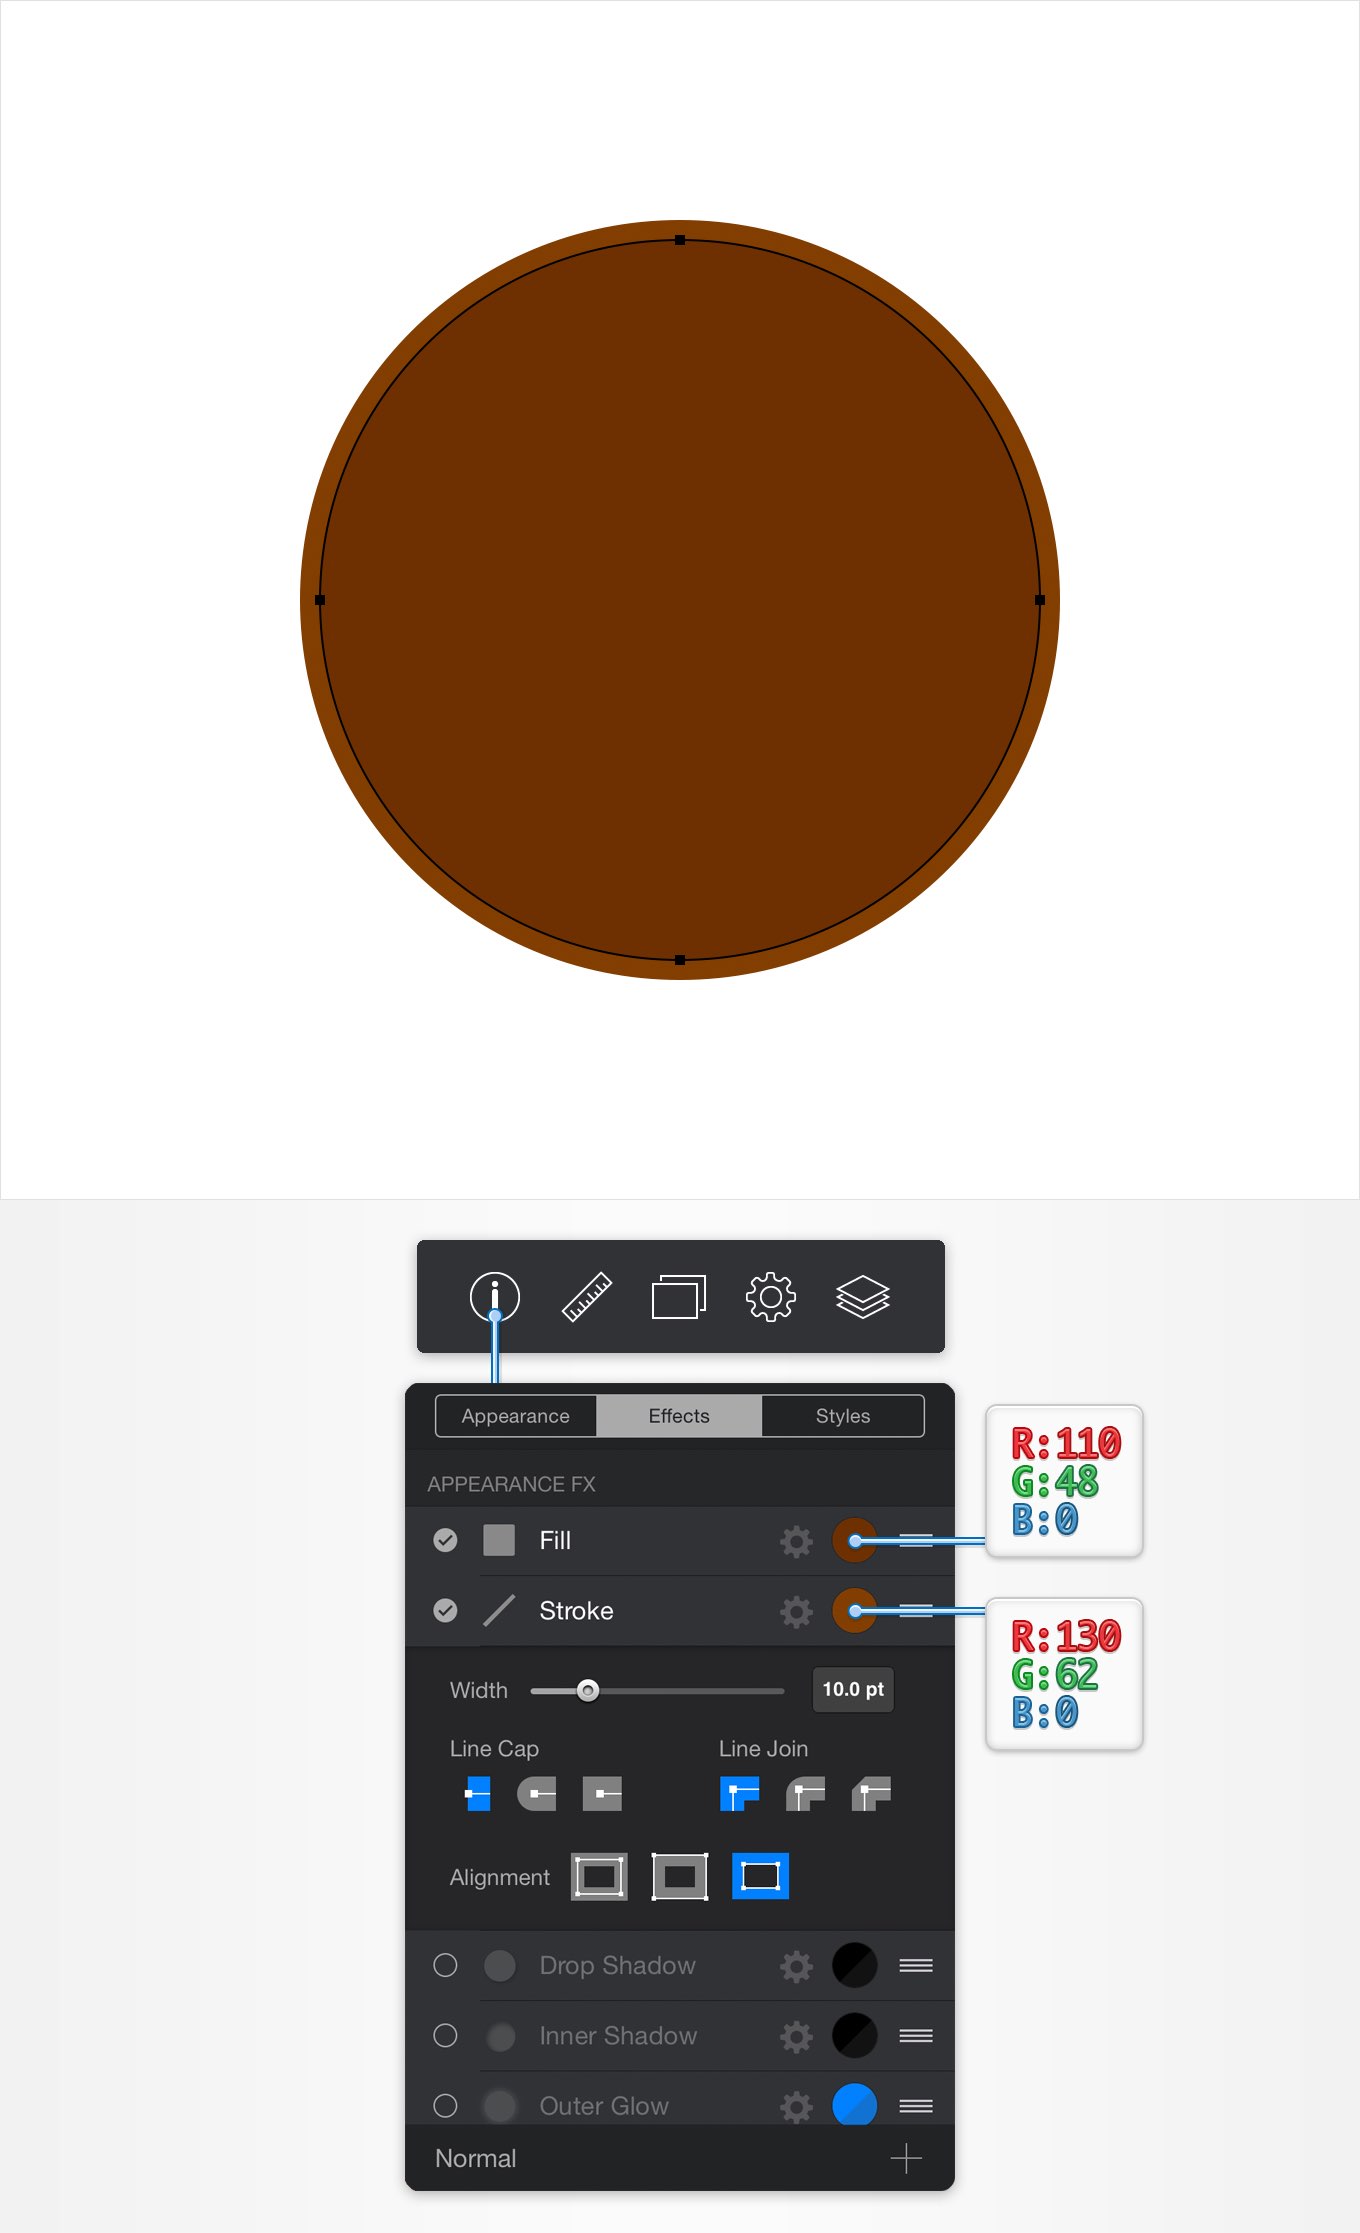 Appearance Effects Styles
APPEARANCE FX
Fill
R:110
G:48
B:0
Stroke
R:130
G:62
B:0
Width 10.0 pt
Line Cap Line Join
Alignment
Drop Shadow
Inner Shadow
Outer Glow
Normal